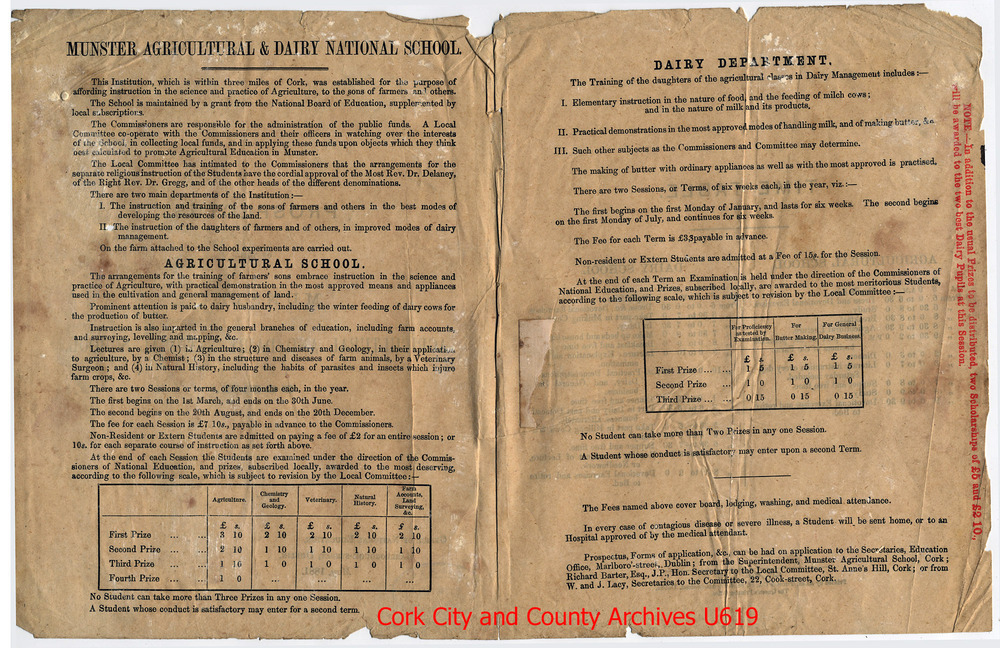 MUNSTER AGRICULTURAL & DAIRY NATIONAL SCHOOL.
This Institution, which is within three miles of Cork, was established for the purpose of
affording instruction in the science and practice of Agriculture, to the sons of farmers and others.
The School is maintained by a grant from the National Board of Education, supplemented by
local subscriptions.
The Commissioners are responsible for the administration of the public funds. A Local
Committee co-operate with the Commissioners and their officers in watching over the interests
of the School, in collecting local funds, and in applying these funds upon objects which they think
best calculated to promote Agricultural Education in Munster.
The Local Committee has intimated to the Commissioners that the arrangements for the
separate religious instruction of the Students have the cordial approval of the Most Rev. Dr. Delaney,
of the Right Rev. Dr. Gregg, and of the other heads of the different denominations.
There are two main departments of the Institution:—
I. The instruction and training of the sons of farmers and others in the best modes of
developing the resources of the land.
II. The instruction of the daughters of farmers and of others, in improved modes of dairy
management.
On the farm attached to the School experiments are carried out.
AGRICULTURAL SCHOOL.
The arrangements for the training of farmers' sons embrace instruction in the science and
practice of Agriculture, with practical demonstration in the most approved means and appliances
used in the cultivation and general management of land.
Prominent attention is paid to dairy husbandry, including the winter feeding of dairy cows for
the production of butter.
Instruction is also imparted in the general branches of education, including farm accounts,
and surveying, levelling and mapping, &c.
Lectures are given (1) in Agriculture; (2) in Chemistry and Geology, in their application
to agriculture, by a Chemist; (3) in the structure and diseases of farm animals, by a Veterinary
Surgeon; and (4) in Natural History, including the habits of parasites and insects which injure
farm crops, &c.
There are two Sessions or terms, of four months each, in the year.
The first begins on the 1st March, and ends on the 30th June.
The second begins on the 20th August, and ends on the 20th December.
The fee for each Session is £7 10s., payable in advance to the Commissioners.
Non-Resident or Extern Students are admitted on paying a fee of £2 for an entire session; or
10s. for each separate course of instruction as set forth above.
At the end of each Session the Students are examined under the direction of the Commis-
sioners of National Education, and prizes, subscribed locally, awarded to the most deserving,
according to the following scale, which is subject to revision by the Local Committee:—
Agriculture. Chemistry and Geology. Veterinary. Natural History. Farm Accounts, Land Surveying, &c.
£ s. £ s. £ s. £ s. £ s.
First Prize ... ... 3 10 2 10 2 10 2 10 2 10
Second Prize ... ... 2 10 1 10 1 10 1 10 1 10
Third Prize ... ... 1 10 1 0 1 0 1 0 1 0
Fourth Prize ... ... 1 0 ... ... ... ...
No Student can take more than Three Prizes in any one Session.
A Student whose conduct is satisfactory may enter for a second term.
DAIRY DEPARTMENT.
The Training of the daughters of the agricultural classes in Dairy Management includes:—
I. Elementary instruction in the nature of food, and the feeding of milch cows;
and in the nature of milk and its products.
II. Practical demonstrations in the most approved modes of handling milk, and of making butter, &c.
III. Such other subjects as the Commissioners and Committee may determine.
The making of butter with ordinary appliances as well as with the most approved is practised.
There are two Sessions, or Terms, of six weeks each, in the year, viz.:—
The first begins on the first Monday of January, and lasts for six weeks. The second begins
on the first Monday of July, and continues for six weeks.
The Fee for each Term is £3, payable in advance.
Non-resident or Extern Students are admitted at a Fee of 15s. for the Session.
At the end of each Term an Examination is held under the direction of the Commissioners of
National Education, and Prizes, subscribed locally, are awarded to the most meritorious Students,
according to the following scale, which is subject to revision by the Local Committee:—
For Proficiency as tested by Examination. For Butter Making. For General Dairy Business.
£ s. £ s. £ s.
First Prize ... ... 1 5 1 5 1 5
Second Prize ... 1 0 1 0 1 0
Third Prize ... ... 0 15 0 15 0 15
No Student can take more than Two Prizes in any one Session.
A Student whose conduct is satisfactory may enter upon a second Term.
The Fees named above cover board, lodging, washing, and medical attendance.
In every case of contagious disease or severe illness, a Student will be sent home, or to an
Hospital approved of by the medical attendant.
Prospectus, Forms of application, &c., can be had on application to the Secretaries, Education
Office, Marlboro'-street, Dublin; from the Superintendent, Munster Agricultural School, Cork;
Richard Barter, Esq., J.P., Hon. Secretary to the Local Committee, St. Anne's Hill, Cork; or from
W. and J. Lacy, Secretaries to the Committee, 22, Cook-street, Cork.
NOTE.—In addition to the usual Prizes to be distributed, two Scholarships of £5 and £2 10s.,
will be awarded to the two best Dairy Pupils at this Session.
Cork City and County Archives U619